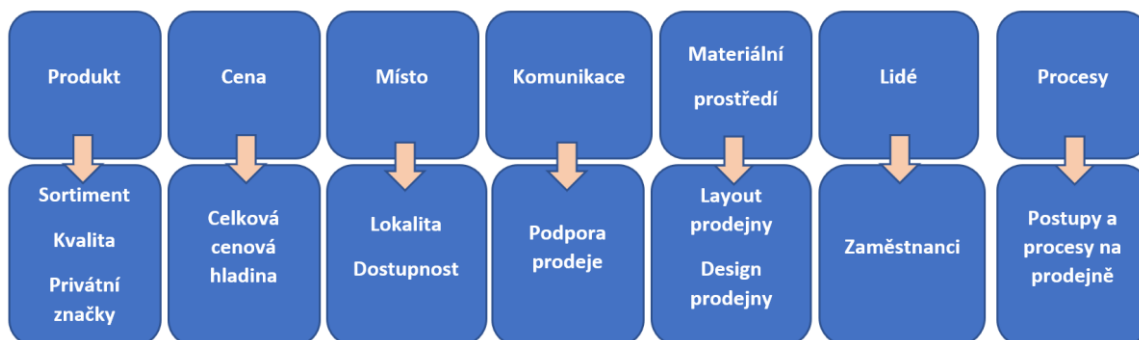 Produkt
Cena
Místo
Komunikace
Materiální
prostředí
Lidé
Procesy
Sortiment
Kvalita
Privátní
značky
Celková
cenová
hladina
Lokalita
Dostupnost
Podpora
prodeje
Layout
prodejny
Design
prodejny
Zaměstnanci
Postupy a
procesy na
prodejně